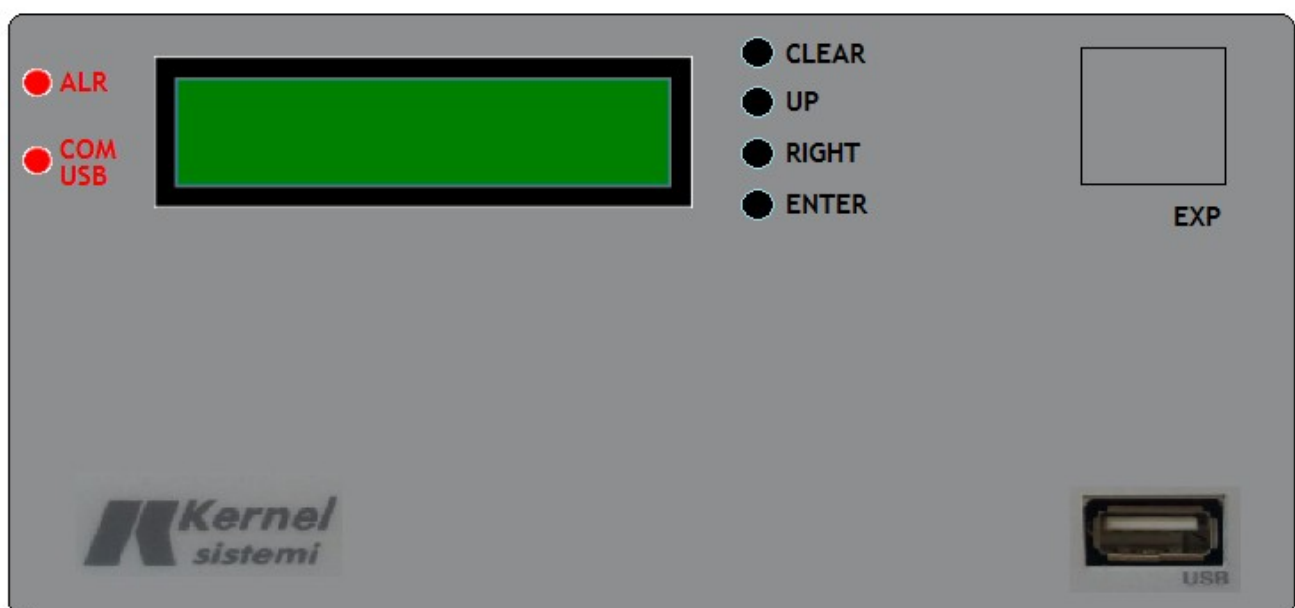 ALR
COM
USB
CLEAR
UP
RIGHT
ENTER
EXP
Kernel
sistemi
USB